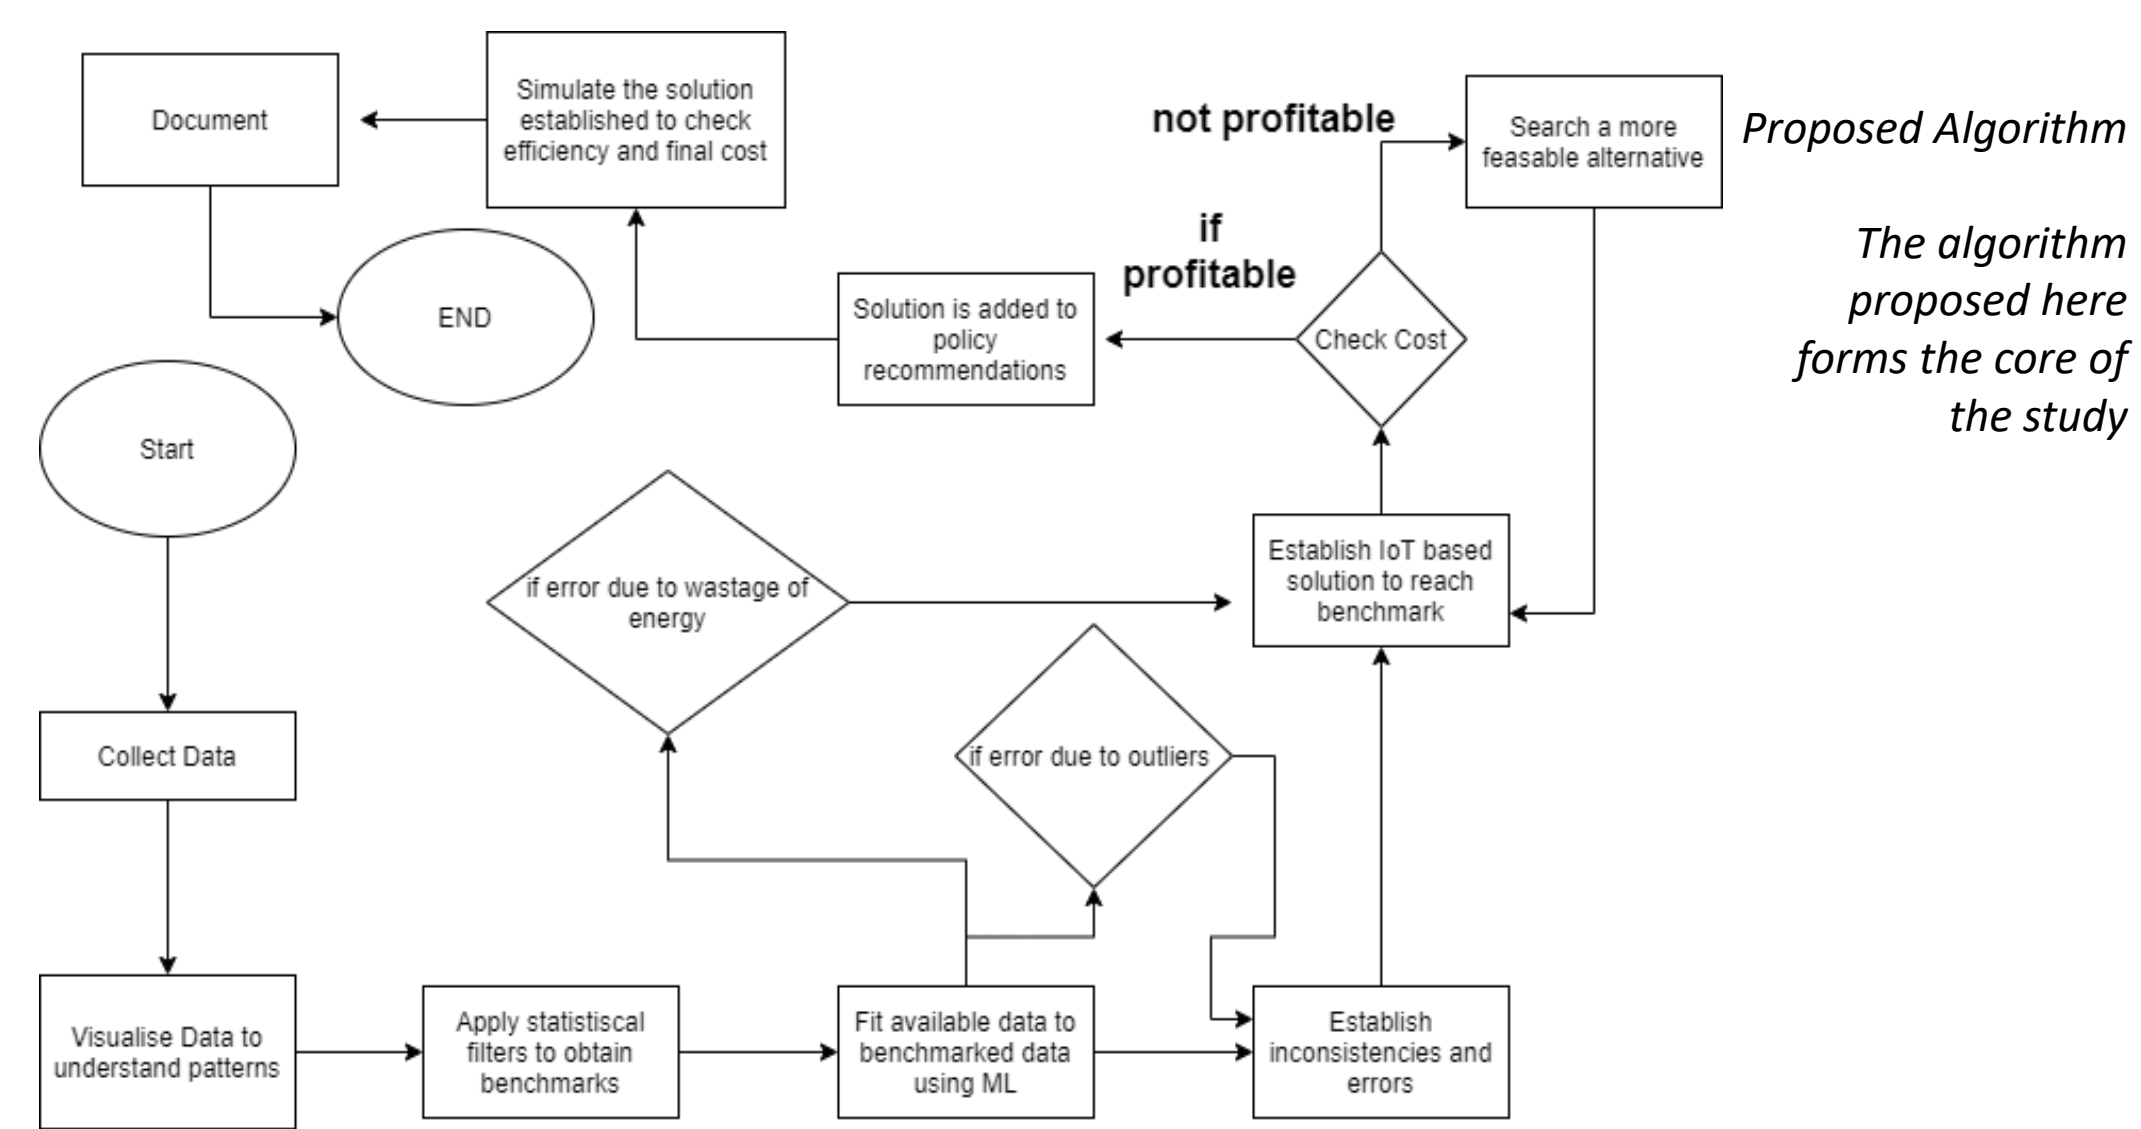 Document
Simulate the solution
established to check
efficiency and final cost
not profitable
Search a more
feasable alternative
Proposed Algorithm
The algorithm
proposed here
forms the core of
the study
if
profitable
Solution is added to
policy
recommendations
Check Cost
END
Start
if error due to wastage of
energy
Establish IoT based
solution to reach
benchmark
Collect Data
if error due to outliers
Visualise Data to
understand patterns
Apply statistiscal
filters to obtain
benchmarks
Fit available data to
benchmarked data
using ML
Establish
inconsistencies and
errors